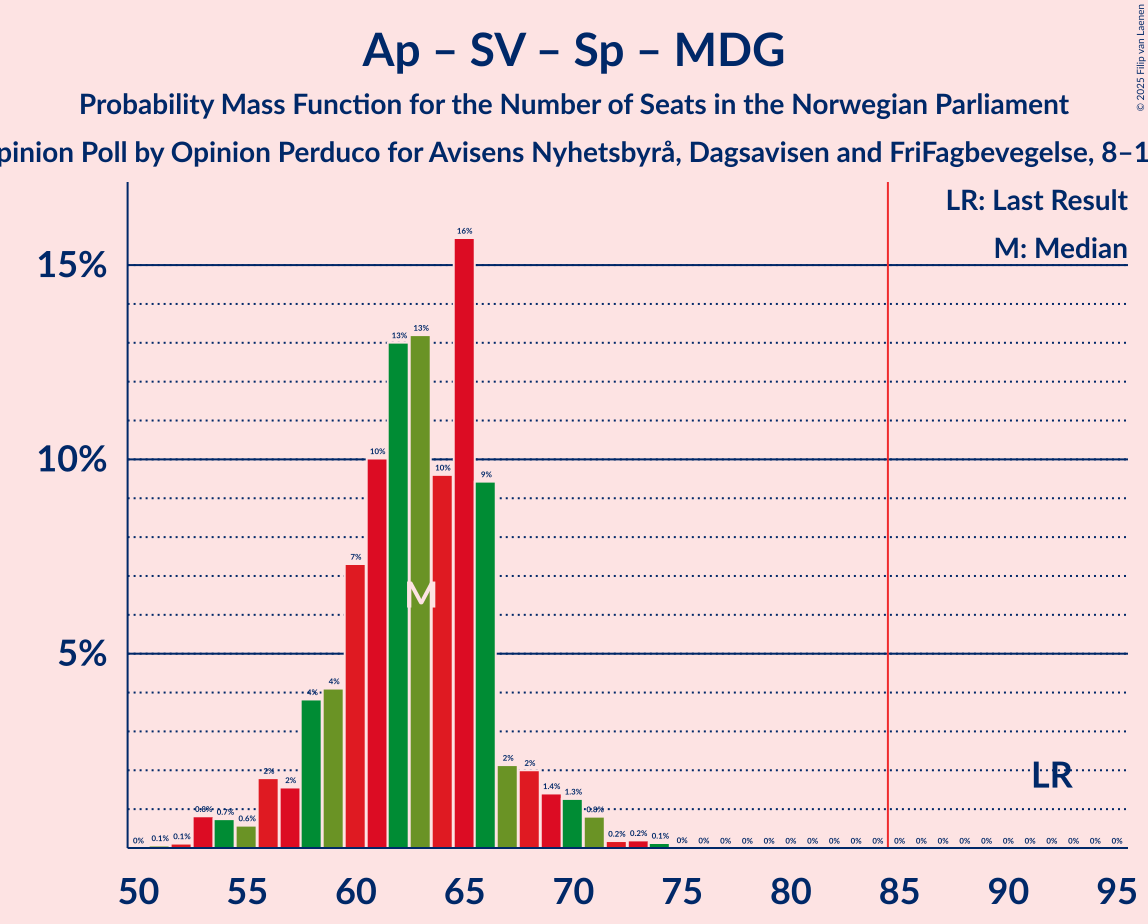 Ap – SV – Sp – MDG
Probability Mass Function for the Number of Seats in the Norwegian Parliament
pinion Poll by Opinion Perduco for Avisens Nyhetsbyrå, Dagsavisen and FriFagbevegelse, 8–1
© 2025 Filip van Laenen
LR: Last Result
M: Median
15%
10%
5%
0% 0.1% 0.1% 0.8% 0.7% 0.6% 2% 2% 4% 4% 7% 10% 13% 13% 10% 16% 9% 2% 2% 1.4% 1.3% 0.8% 0.2% 0.2% 0.1% 0% 0% 0% 0% 0% 0% 0% 0% 0% 0% 0% 0% 0% 0% 0% 0% 0% 0% 0% 0% 0%
M
LR
50 55 60 65 70 75 80 85 90 95